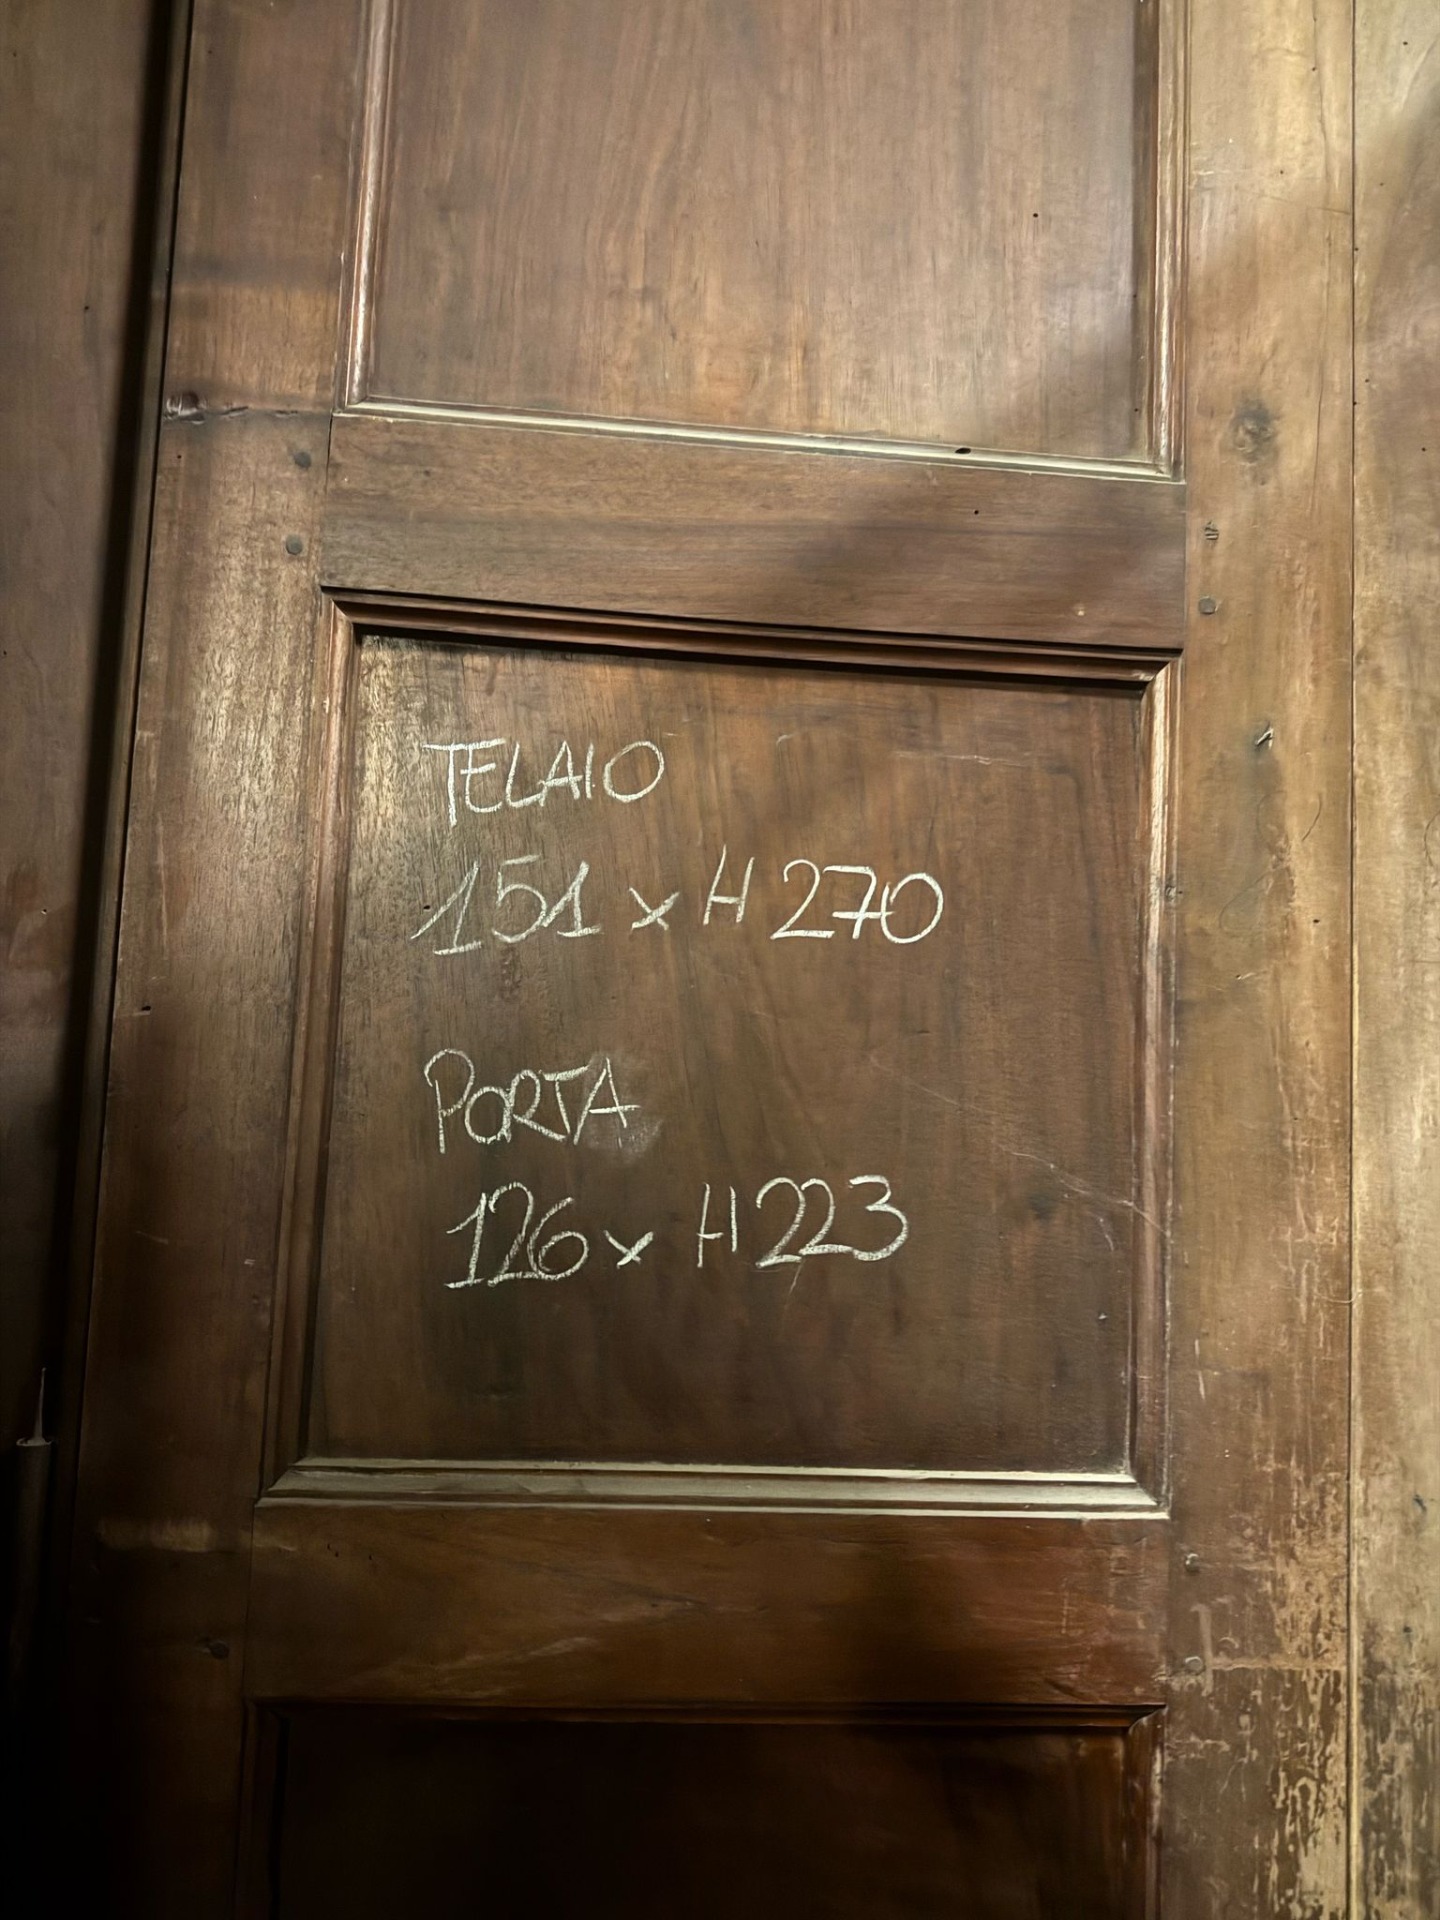 TELAIO
151 x H 270
PORTA
126 x H 223